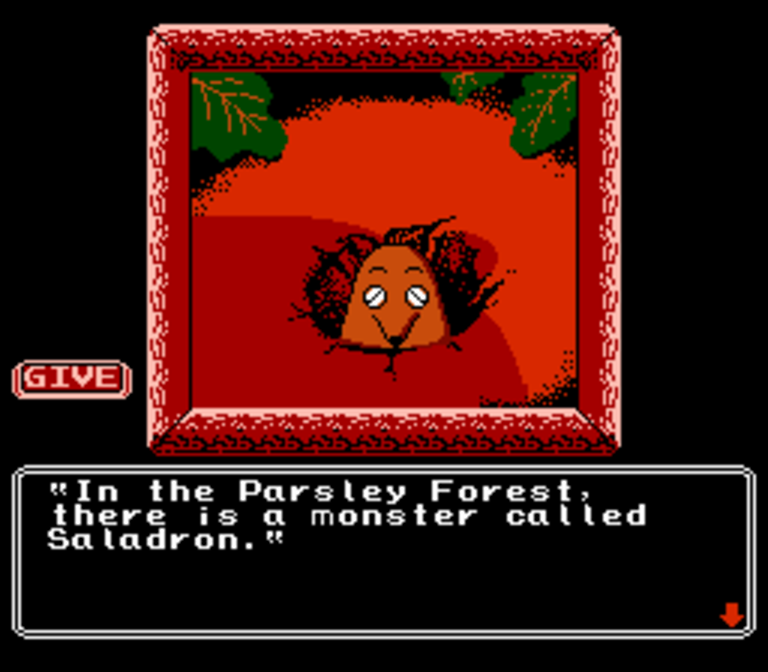 GIVE
"In the Parsley Forest,
there is a monster called
Saladron."